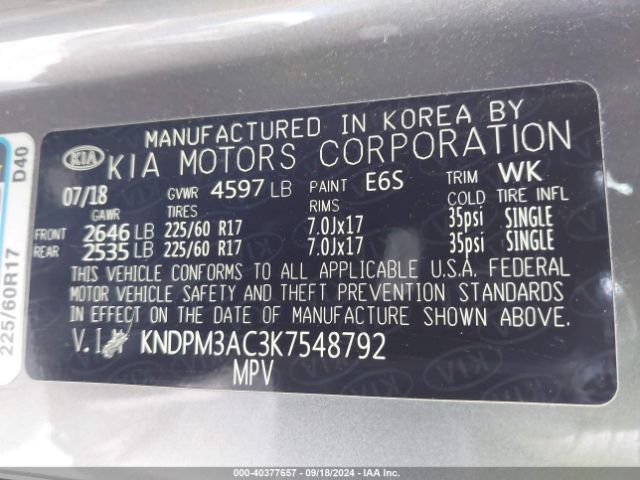 MANUFACTURED IN KOREA BY
KIA KIA MOTORS CORPORATION
07/18 GVWR 4597 LB PAINT E6S TRIM WK
GAWR TIRES RIMS COLD TIRE INFL
FRONT 2646 LB 225/60 R17 7.0Jx17 35psi SINGLE
REAR 2535 LB 225/60 R17 7.0Jx17 35psi SINGLE
THIS VEHICLE CONFORMS TO ALL APPLICABLE U.S.A. FEDERAL
MOTOR VEHICLE SAFETY AND THEFT PREVENTION STANDARDS
IN EFFECT ON THE DATE OF MANUFACTURE SHOWN ABOVE.
KNDPM3AC3K7548792
MPV
D40
225/60R17
000-40377657 - 09/18/2024 - IAAI, Inc.